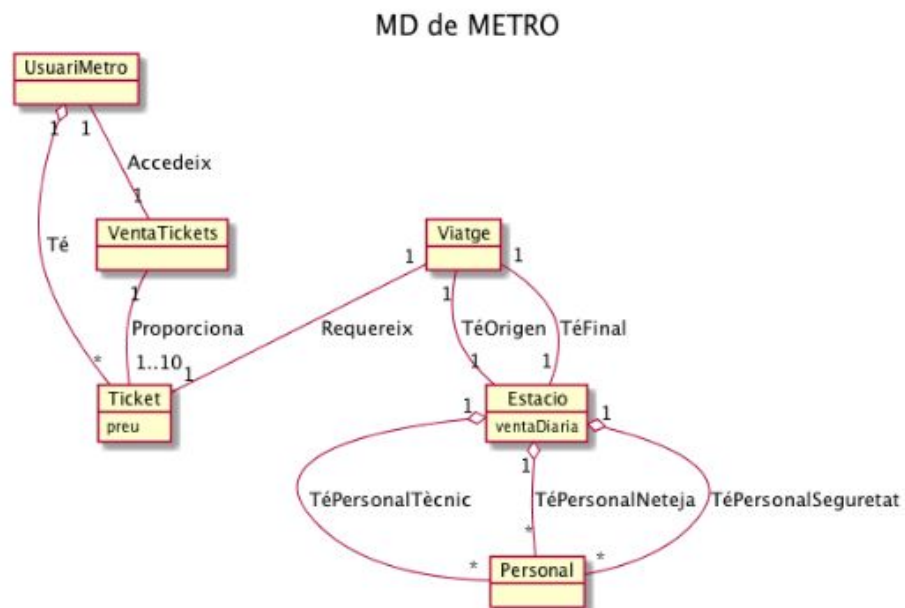 MD de METRO
UsuariMetro
1
1
Accedeix
1
Té
VentaTickets
1
Proporciona
1..10
*
Ticket
preu
Viatge
1
1
1
Requereix
1
TéOrigen
TéFinal
1
1
Estacio
ventaDiaria
1
1
1
TéPersonalTècnic
TéPersonalNeteja
TéPersonalSeguretat
*
*
*
Personal